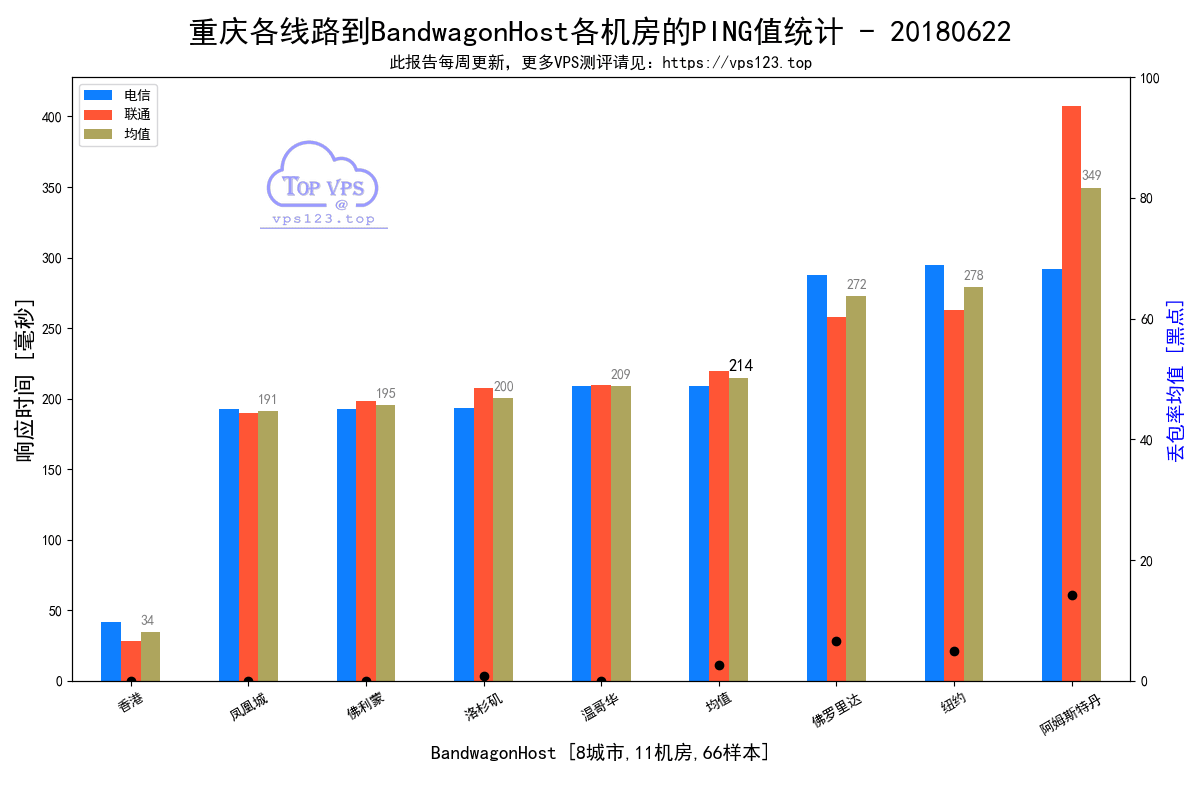 重庆各线路到BandwagonHost各机房的PING值统计 - 20180622
此报告每周更新，更多VPS测评请见：https://vps123.top
电信
联通
均值
TOP VPS
@
vps123.top
响应时间 [毫秒]
400
350
300
250
200
150
100
50
0
34
191
195
200
209
214
272
278
349
100
80
60
40
20
0
丢包率均值 [黑点]
香港
凤凰城
佛利蒙
洛杉矶
温哥华
均值
佛罗里达
纽约
阿姆斯特丹
BandwagonHost [8城市,11机房,66样本]